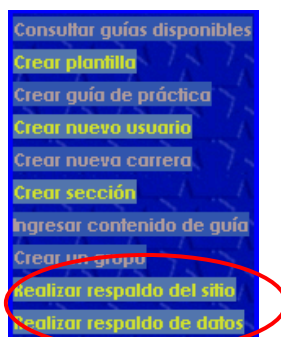 Consultar guías disponibles
Crear plantilla
Crear guía de práctica
Crear nuevo usuario
Crear nueva carrera
Crear sección
Ingresar contenido de guía
Crear un grupo
Realizar respaldo del sitio
Realizar respaldo de datos